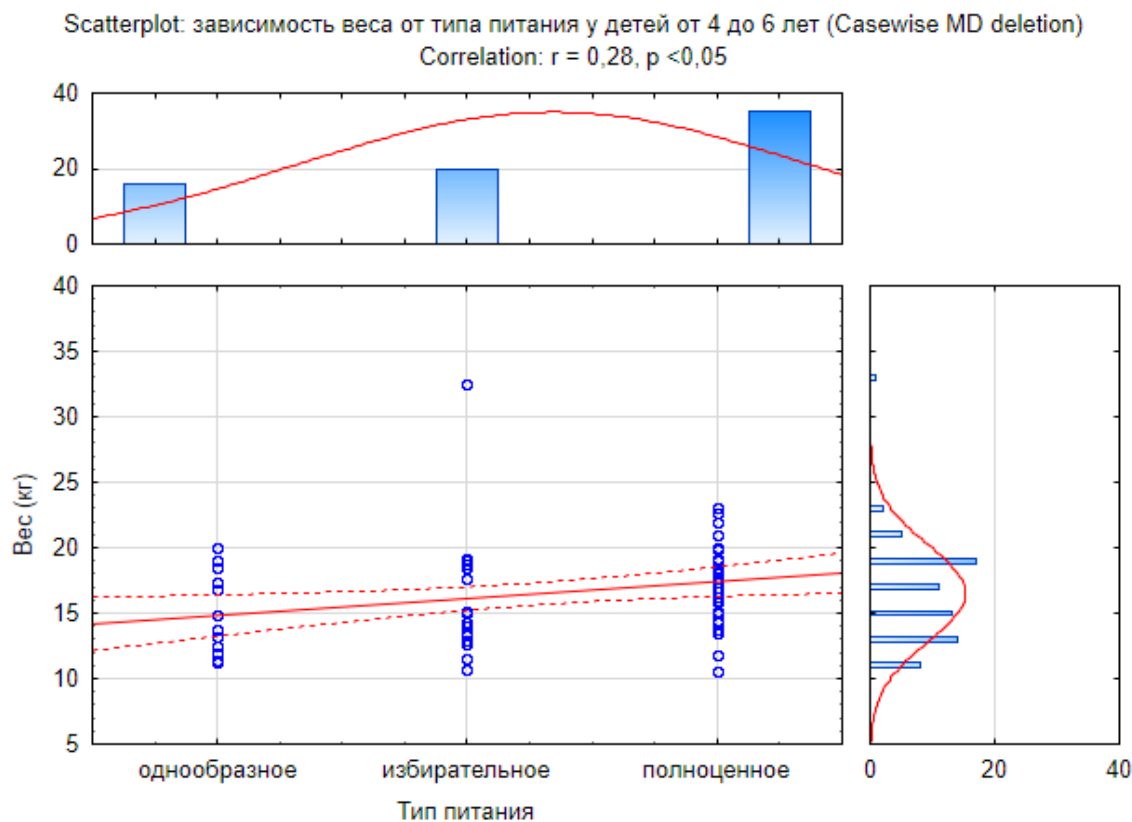 Scatterplot: зависимость веса от типа питания у детей от 4 до 6 лет (Casewise MD deletion)
Correlation: r = 0,28, p <0,05
40
20
0
40
35
30
25
20
15
10
5
Вес (кг)
однообразное избирательное полноценное
Тип питания
0 20 40